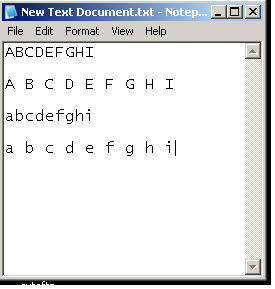 New Text Document.txt - Notep...
File Edit Format View Help
ABCDEFGHI
A B C D E F G H I
abcdefghi
a b c d e f g h i